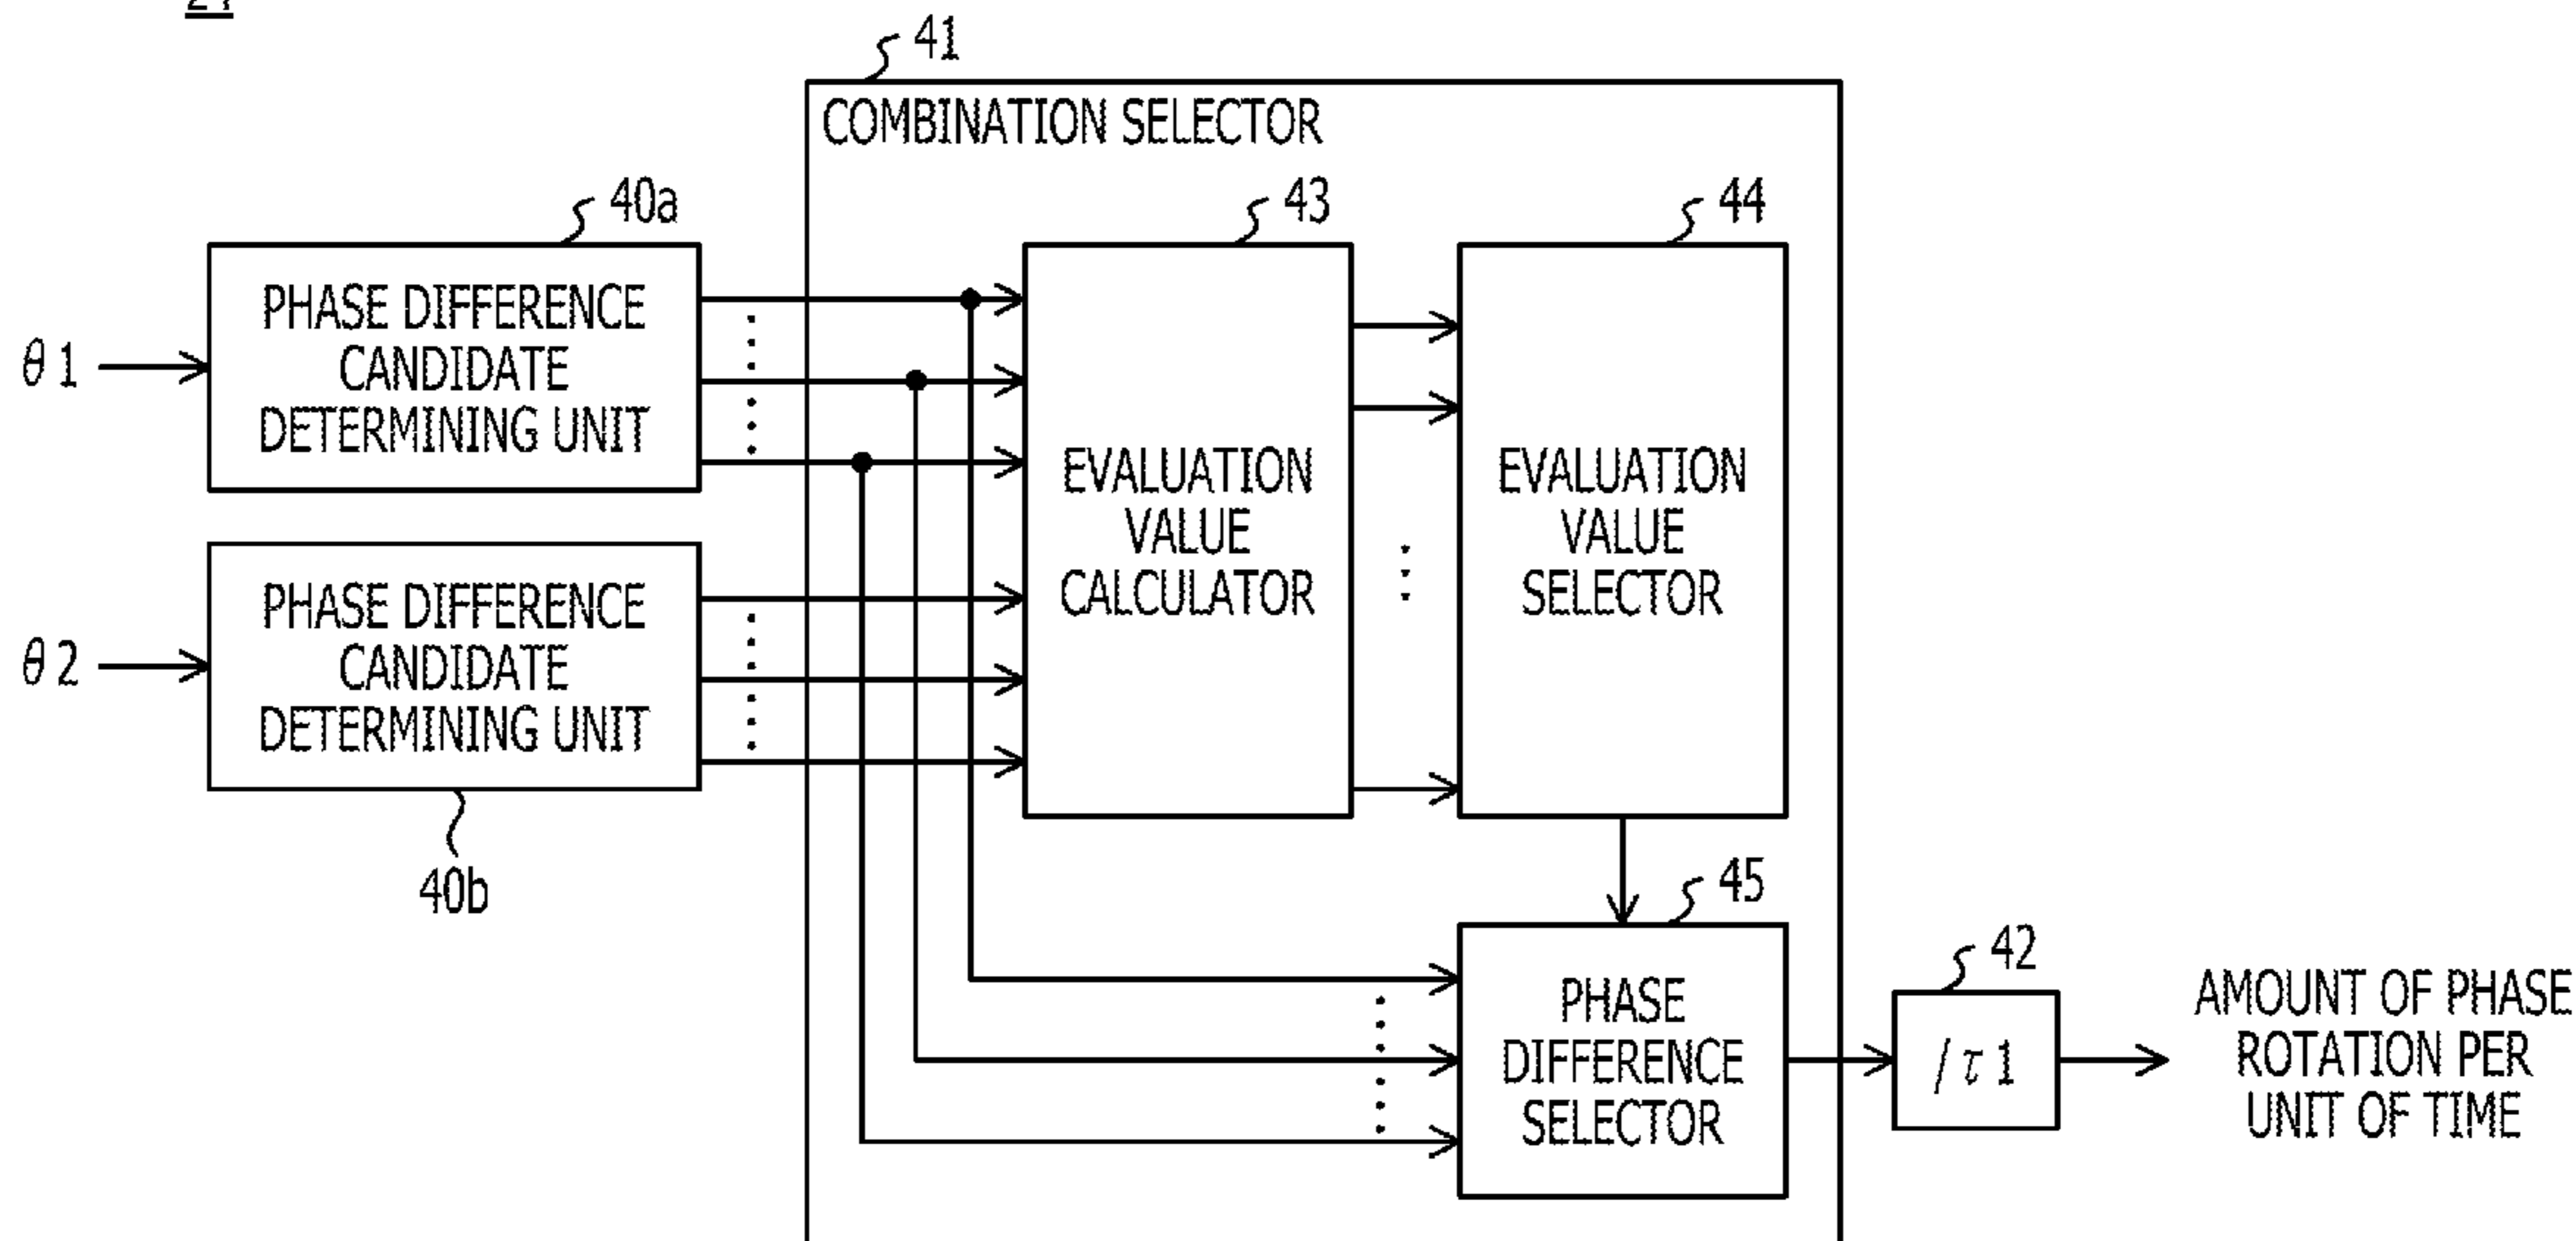 41
COMBINATION SELECTOR
40a
43
44
θ1
PHASE DIFFERENCE
CANDIDATE
DETERMINING UNIT
θ2
PHASE DIFFERENCE
CANDIDATE
DETERMINING UNIT
40b
EVALUATION
VALUE
CALCULATOR
EVALUATION
VALUE
SELECTOR
45
PHASE
DIFFERENCE
SELECTOR
42
/τ1
AMOUNT OF PHASE
ROTATION PER
UNIT OF TIME